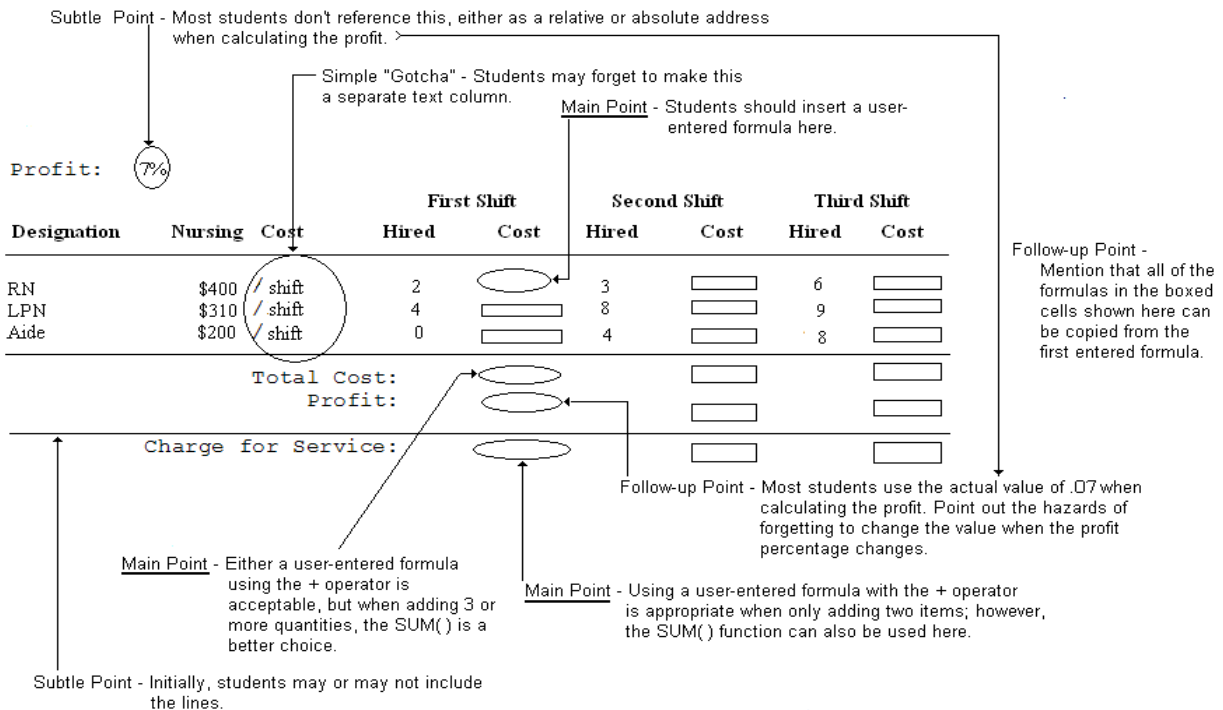 Subtle Point - Most students don't reference this, either as a relative or absolute address
when calculating the profit.
Simple "Gotcha" - Students may forget to make this
a separate text column.
Main Point - Students should insert a user-
entered formula here.
Profit: 7%
First Shift Second Shift Third Shift
Designation Nursing Cost Hired Cost Hired Cost Hired Cost
RN $400 / shift 2 3 6
LPN $310 / shift 4 8 9
Aide $200 / shift 0 4 8
Follow-up Point -
Mention that all of the
formulas in the boxed
cells shown here can
be copied from the
first entered formula.
Total Cost:
Profit:
Charge for Service:
Follow-up Point - Most students use the actual value of .07 when
calculating the profit. Point out the hazards of
forgetting to change the value when the profit
percentage changes.
Main Point - Either a user-entered formula
using the + operator is
acceptable, but when adding 3 or
more quantities, the SUM( ) is a
better choice.
Main Point - Using a user-entered formula with the + operator
is appropriate when only adding two items; however,
the SUM( ) function can also be used here.
Subtle Point - Initially, students may or may not include
the lines.